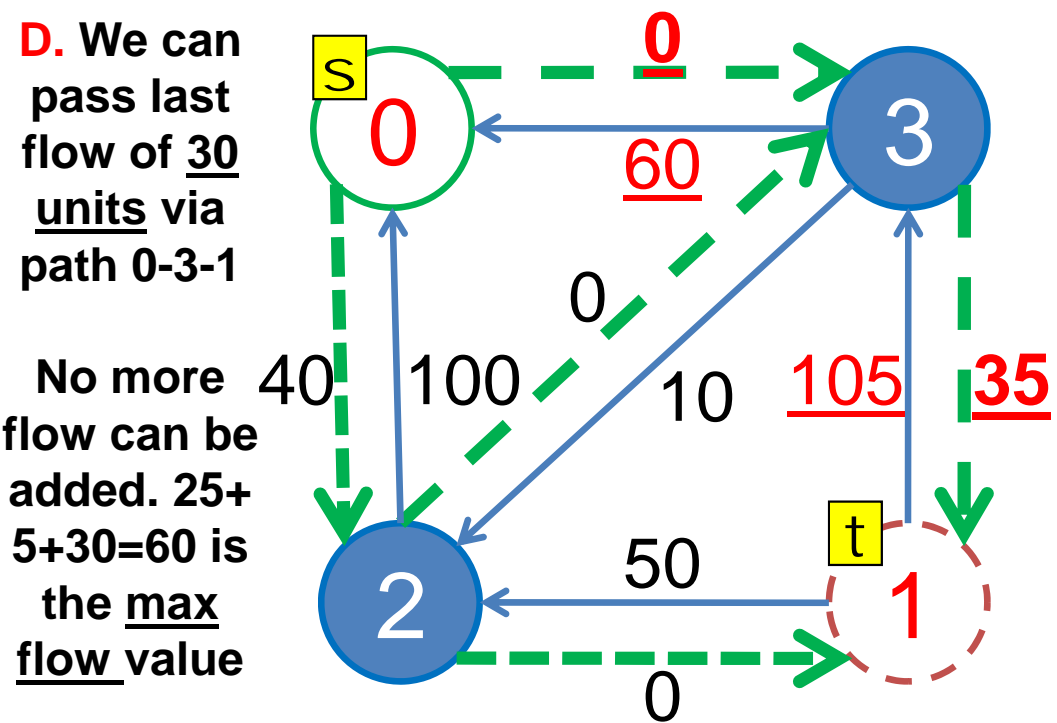 D. We can
pass last
flow of 30
units via
path 0-3-1
No more
flow can be
added. 25+
5+30=60 is
the max
flow value
s
0
0
3
60
0
40
100
10
105
35
t
50
2
1
0